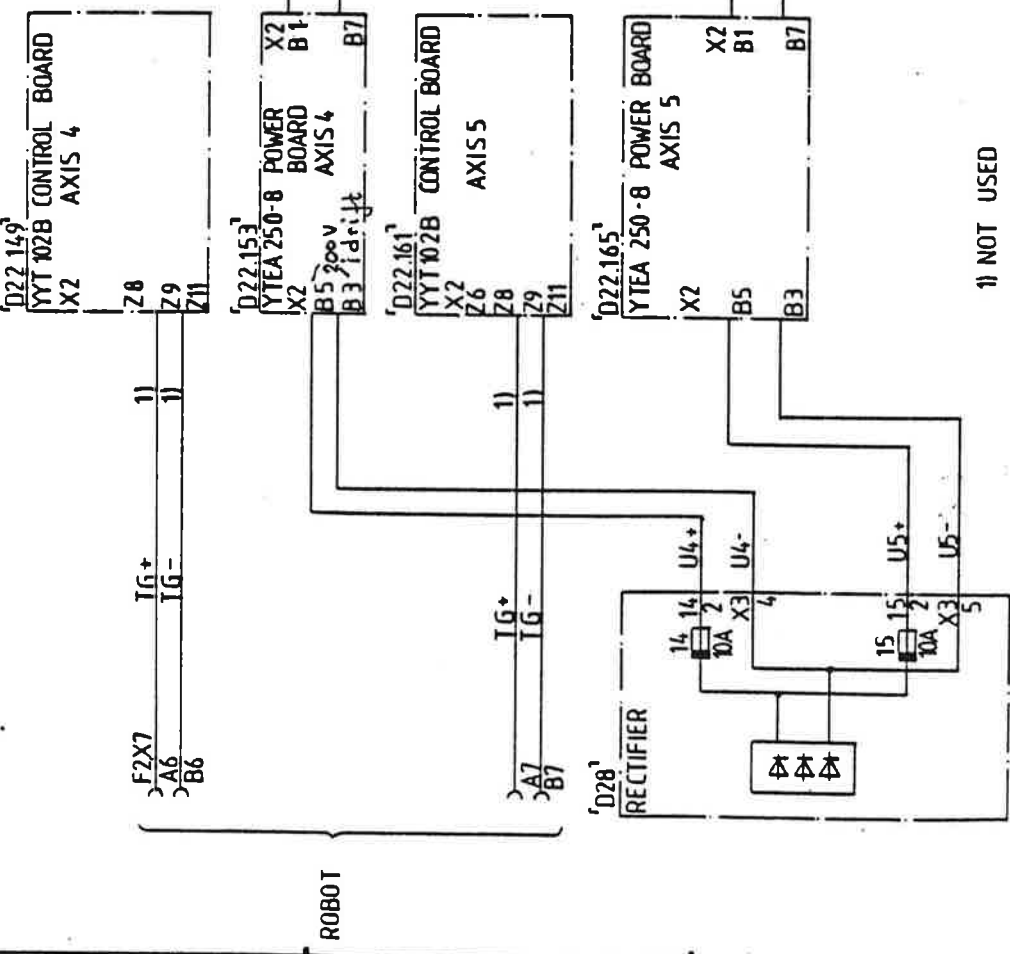 D22 149
YYT 102B CONTROL BOARD
AXIS 4
X2
Z8
Z9
Z11
D22.153
YTEA 250-8 POWER
BOARD
AXIS 4
X2
B1
B7
X2
B5 200V
B3 i drift
D22.161
YYT 102B CONTROL BOARD
AXIS 5
X2
Z6
Z8
Z9
Z11
D22.165
YTEA 250-8 POWER BOARD
AXIS 5
X2
B1
B7
X2
B5
B3
1)
1)
TG+
TG-
F2X7
A6
B6
1)
1)
TG+
TG-
A7
B7
ROBOT
D28
RECTIFIER
14
10A
14
2
X3
4
U4+
U4-
15
10A
15
2
X3
5
U5+
U5-
1) NOT USED